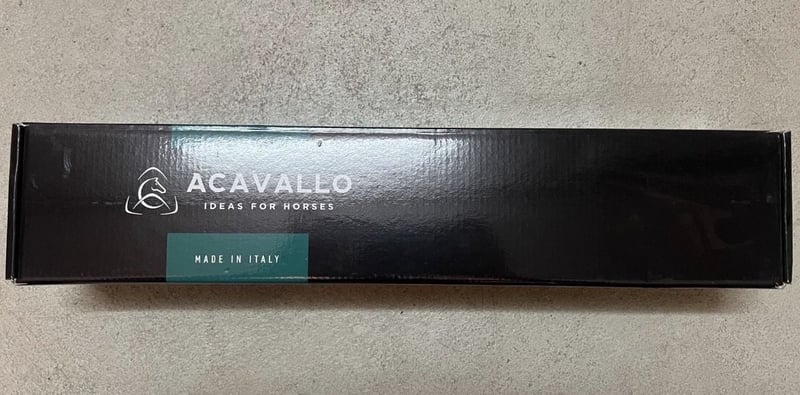 ACAVALLO
IDEAS FOR HORSES
MADE IN ITALY